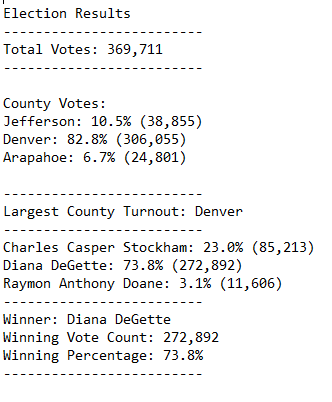 Election Results
-------------------------
Total Votes: 369,711
-------------------------
County Votes:
Jefferson: 10.5% (38,855)
Denver: 82.8% (306,055)
Arapahoe: 6.7% (24,801)
-------------------------
Largest County Turnout: Denver
-------------------------
Charles Casper Stockham: 23.0% (85,213)
Diana DeGette: 73.8% (272,892)
Raymon Anthony Doane: 3.1% (11,606)
-------------------------
Winner: Diana DeGette
Winning Vote Count: 272,892
Winning Percentage: 73.8%
-------------------------